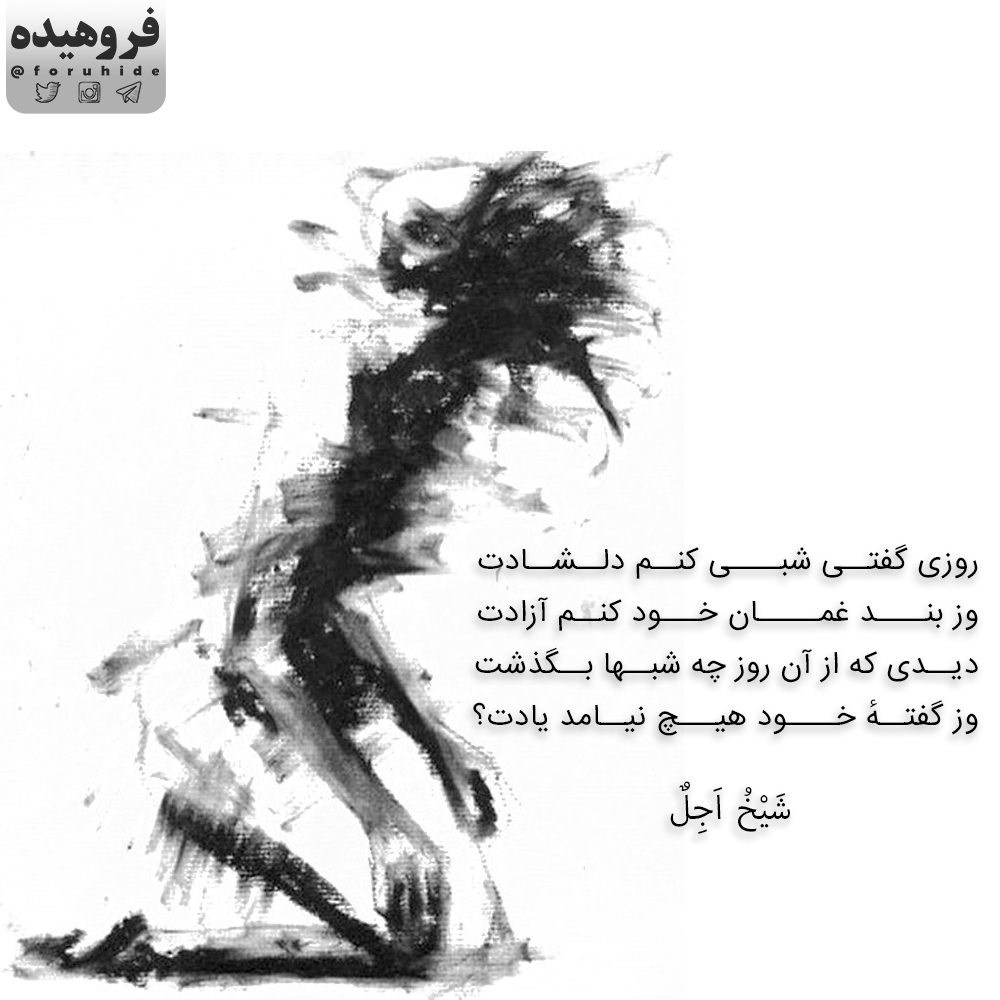 فروهیده
@foruhide
روزی گفتی شبی کنم دلشادت
وز بند غمان خود کنم آزادت
دیدی که از آن روز چه شبها بگذشت
وز گفتهٔ خود هیچ نیامد یادت؟
شَیْخُ اَجِلٌ